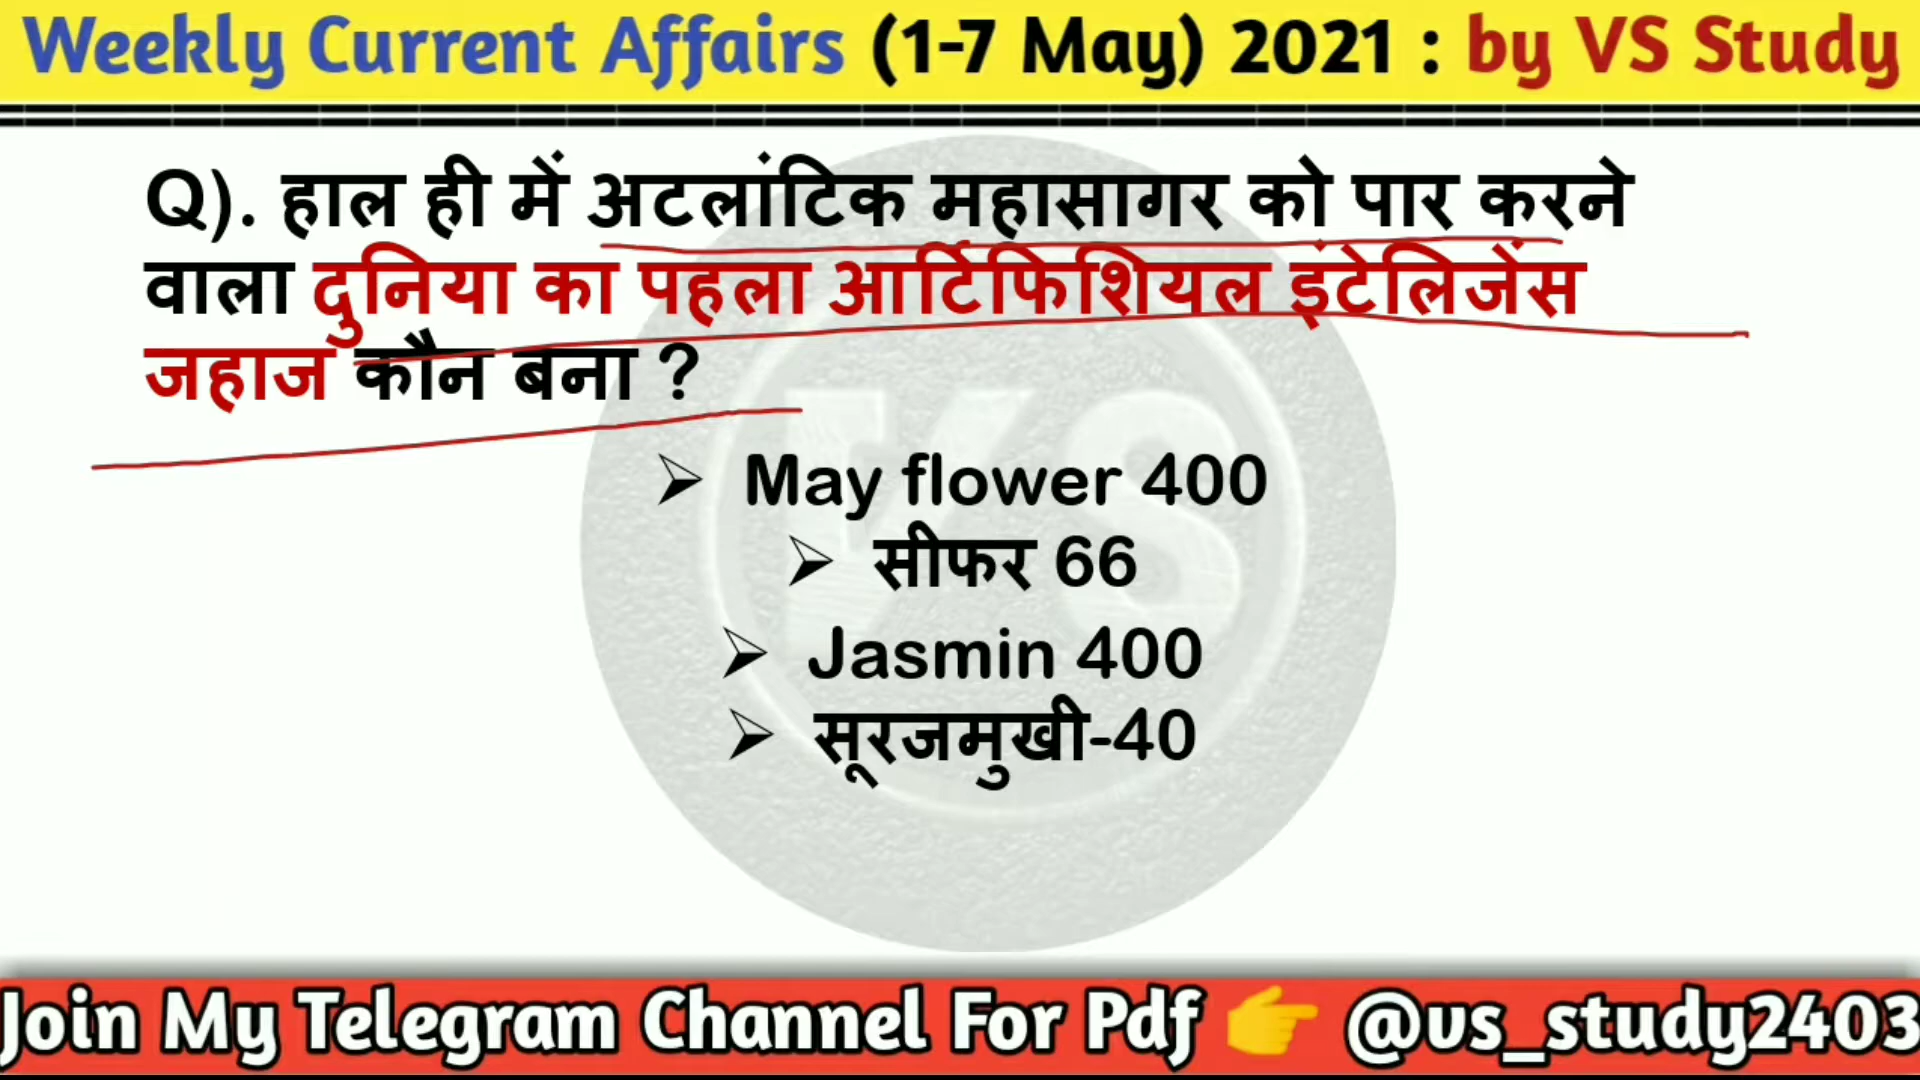 Weekly Current Affairs (1-7 May) 2021 : by VS Study
Q). हाल ही में अटलांटिक महासागर को पार करने
वाला दुनिया का पहला आर्टिफिशियल इंटेलिजेंस
जहाज कौन बना ?
➢ May flower 400
➢ सीफर 66
➢ Jasmin 400
➢ सूरजमुखी-40
VS
Join My Telegram Channel For Pdf 👉 @vs_study2403